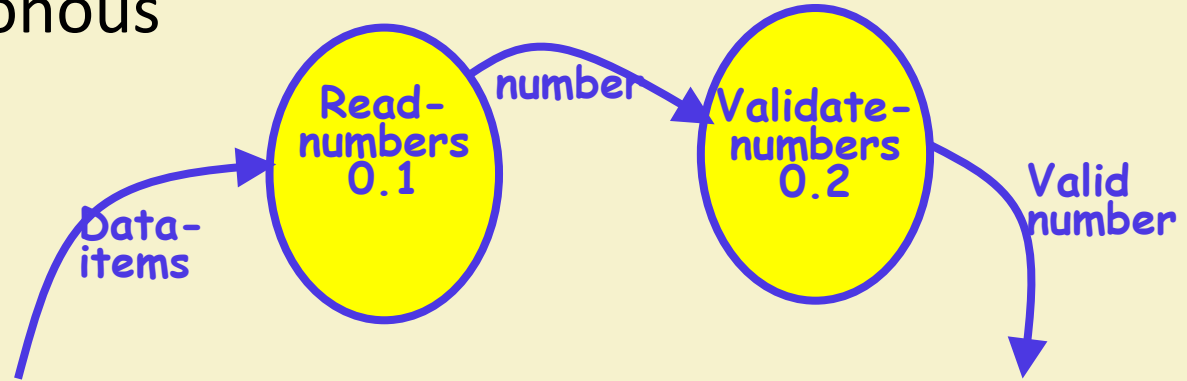 onous
Read-
numbers
0.1
number
Validate-
numbers
0.2
Data-
items
Valid
number